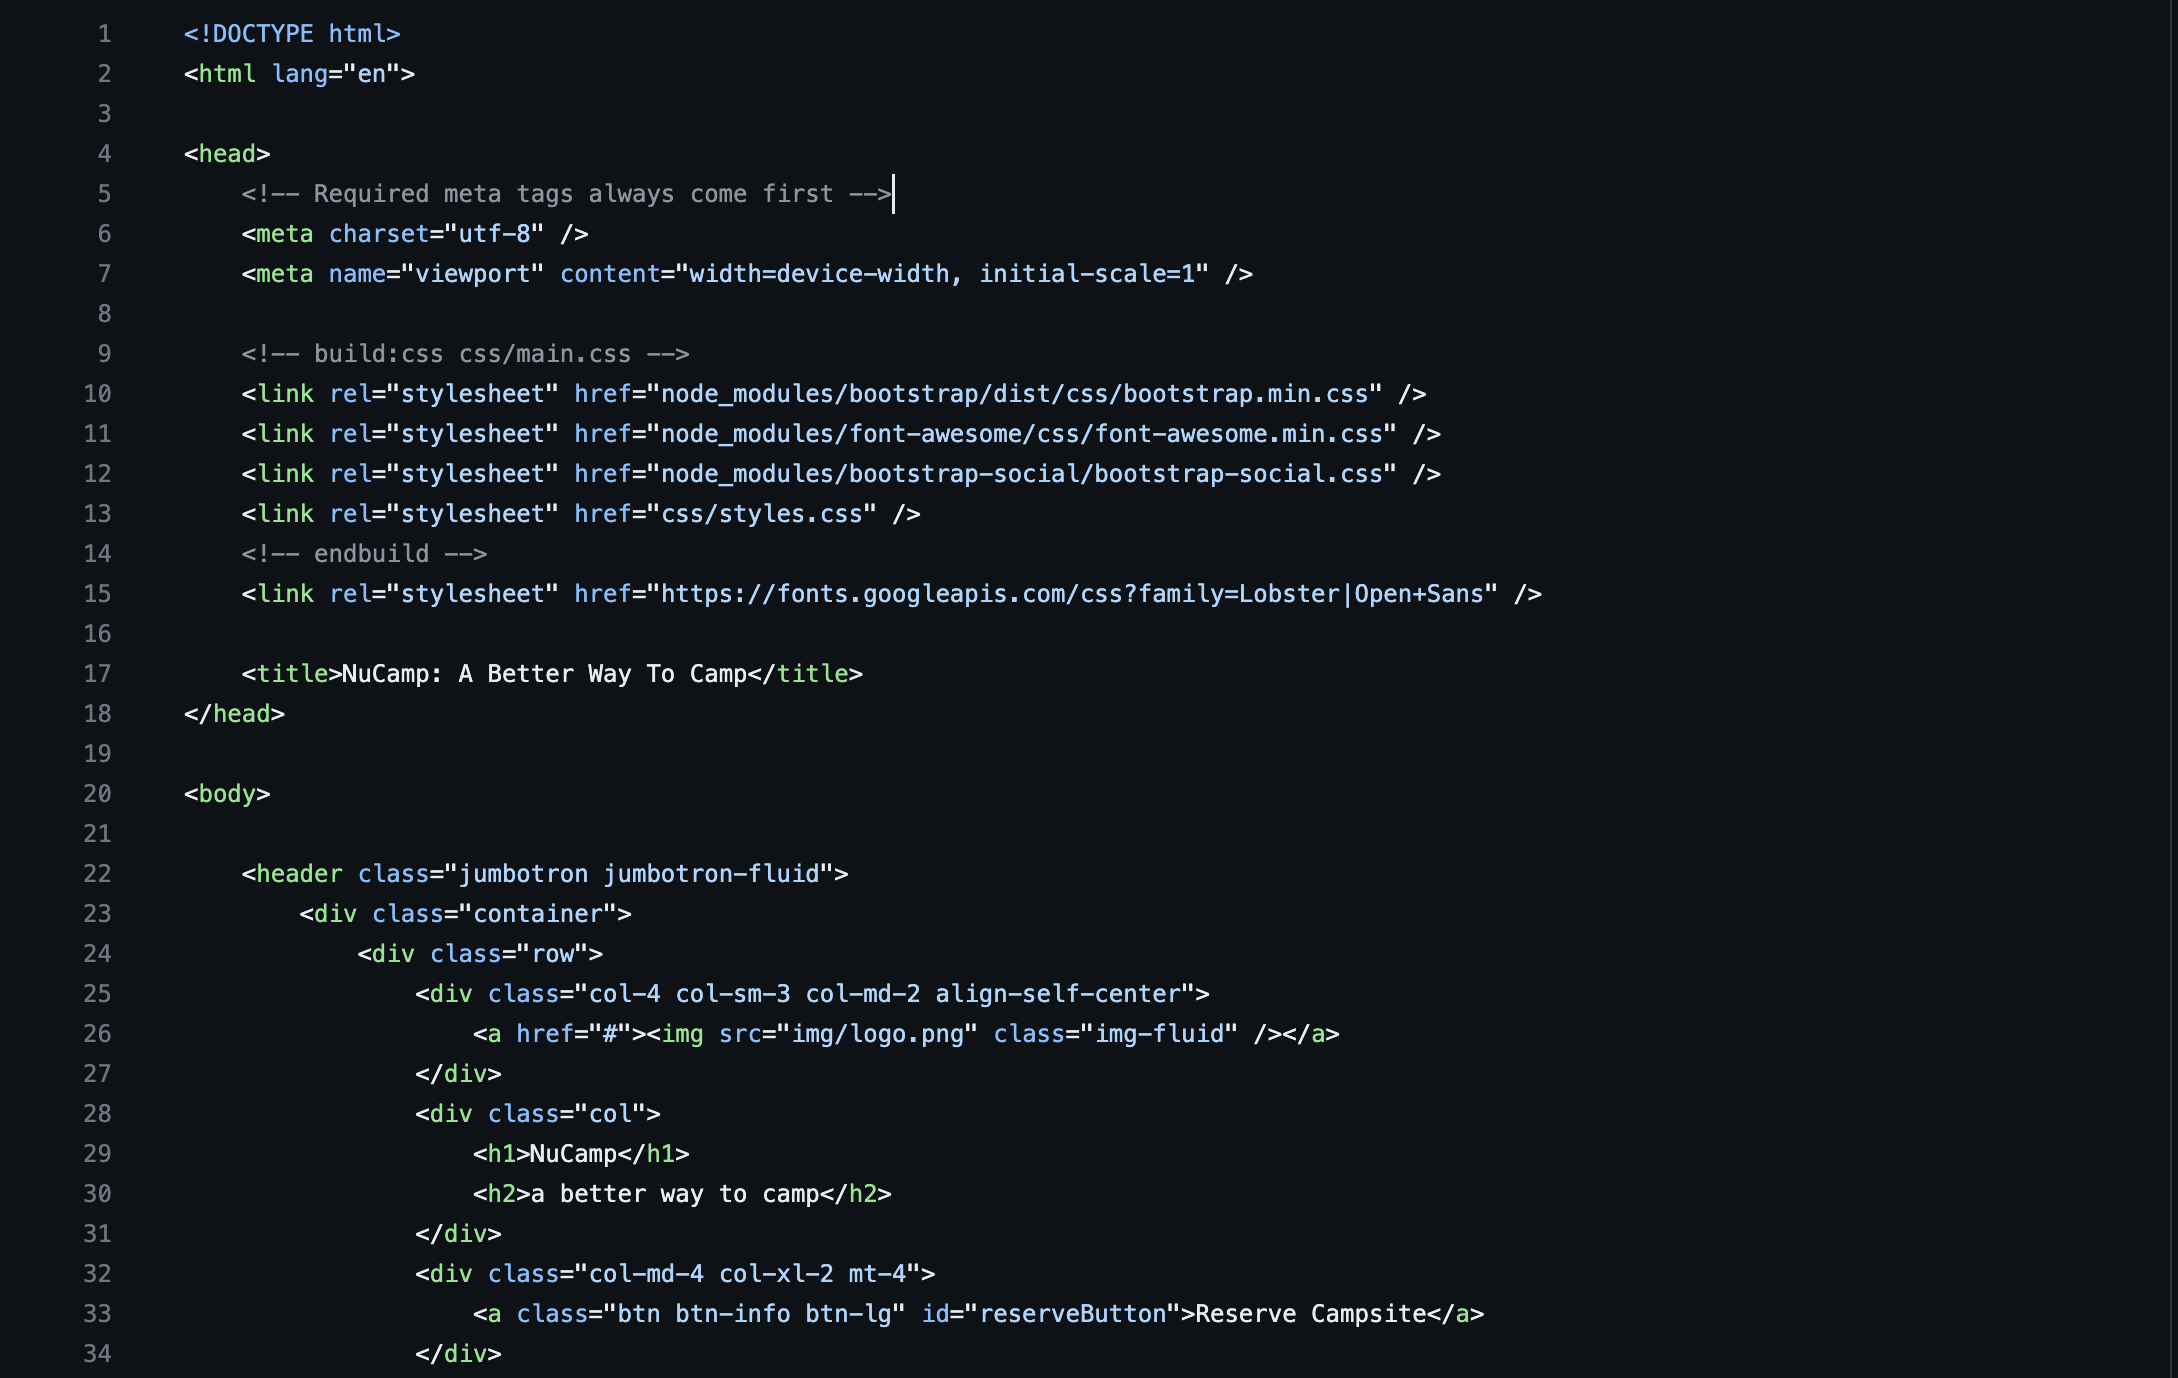 1 <!DOCTYPE html>
2 <html lang="en">
3
4 <head>
5     <!-- Required meta tags always come first -->
6     <meta charset="utf-8" />
7     <meta name="viewport" content="width=device-width, initial-scale=1" />
8
9     <!-- build:css css/main.css -->
10     <link rel="stylesheet" href="node_modules/bootstrap/dist/css/bootstrap.min.css" />
11     <link rel="stylesheet" href="node_modules/font-awesome/css/font-awesome.min.css" />
12     <link rel="stylesheet" href="node_modules/bootstrap-social/bootstrap-social.css" />
13     <link rel="stylesheet" href="css/styles.css" />
14     <!-- endbuild -->
15     <link rel="stylesheet" href="https://fonts.googleapis.com/css?family=Lobster|Open+Sans" />
16
17     <title>NuCamp: A Better Way To Camp</title>
18 </head>
19
20 <body>
21
22     <header class="jumbotron jumbotron-fluid">
23         <div class="container">
24             <div class="row">
25                 <div class="col-4 col-sm-3 col-md-2 align-self-center">
26                     <a href="#"><img src="img/logo.png" class="img-fluid" /></a>
27                 </div>
28                 <div class="col">
29                     <h1>NuCamp</h1>
30                     <h2>a better way to camp</h2>
31                 </div>
32                 <div class="col-md-4 col-xl-2 mt-4">
33                     <a class="btn btn-info btn-lg" id="reserveButton">Reserve Campsite</a>
34                 </div>